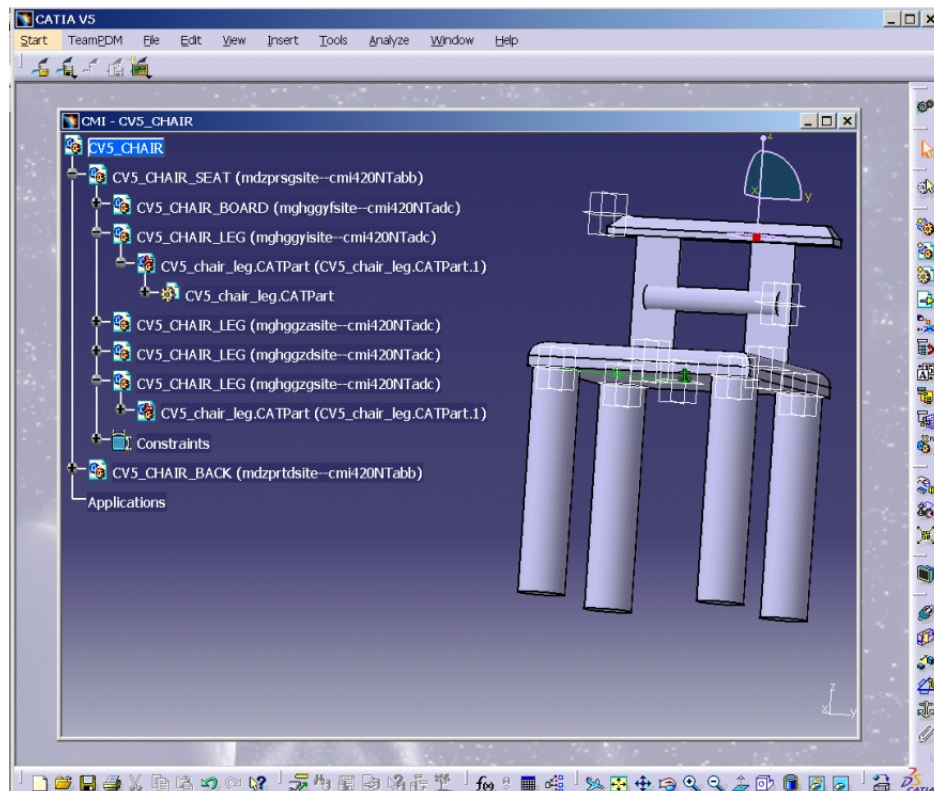 CATIA V5
Start TeamPDM File Edit View Insert Tools Analyze Window Help
CMI - CV5_CHAIR
CV5_CHAIR
CV5_CHAIR_SEAT (mdzprsgsite--cmi420NTabb)
CV5_CHAIR_BOARD (mghggyfsite--cmi420NTadc)
CV5_CHAIR_LEG (mghggyisite--cmi420NTadc)
CV5_chair_leg.CATPart (CV5_chair_leg.CATPart.1)
CV5_chair_leg.CATPart
CV5_CHAIR_LEG (mghggzasite--cmi420NTadc)
CV5_CHAIR_LEG (mghggzdsite--cmi420NTadc)
CV5_CHAIR_LEG (mghggzgsite--cmi420NTadc)
CV5_chair_leg.CATPart (CV5_chair_leg.CATPart.1)
Constraints
CV5_CHAIR_BACK (mdzprtdsite--cmi420NTabb)
Applications
z
x
y
z
x y
f(x)
CATIA